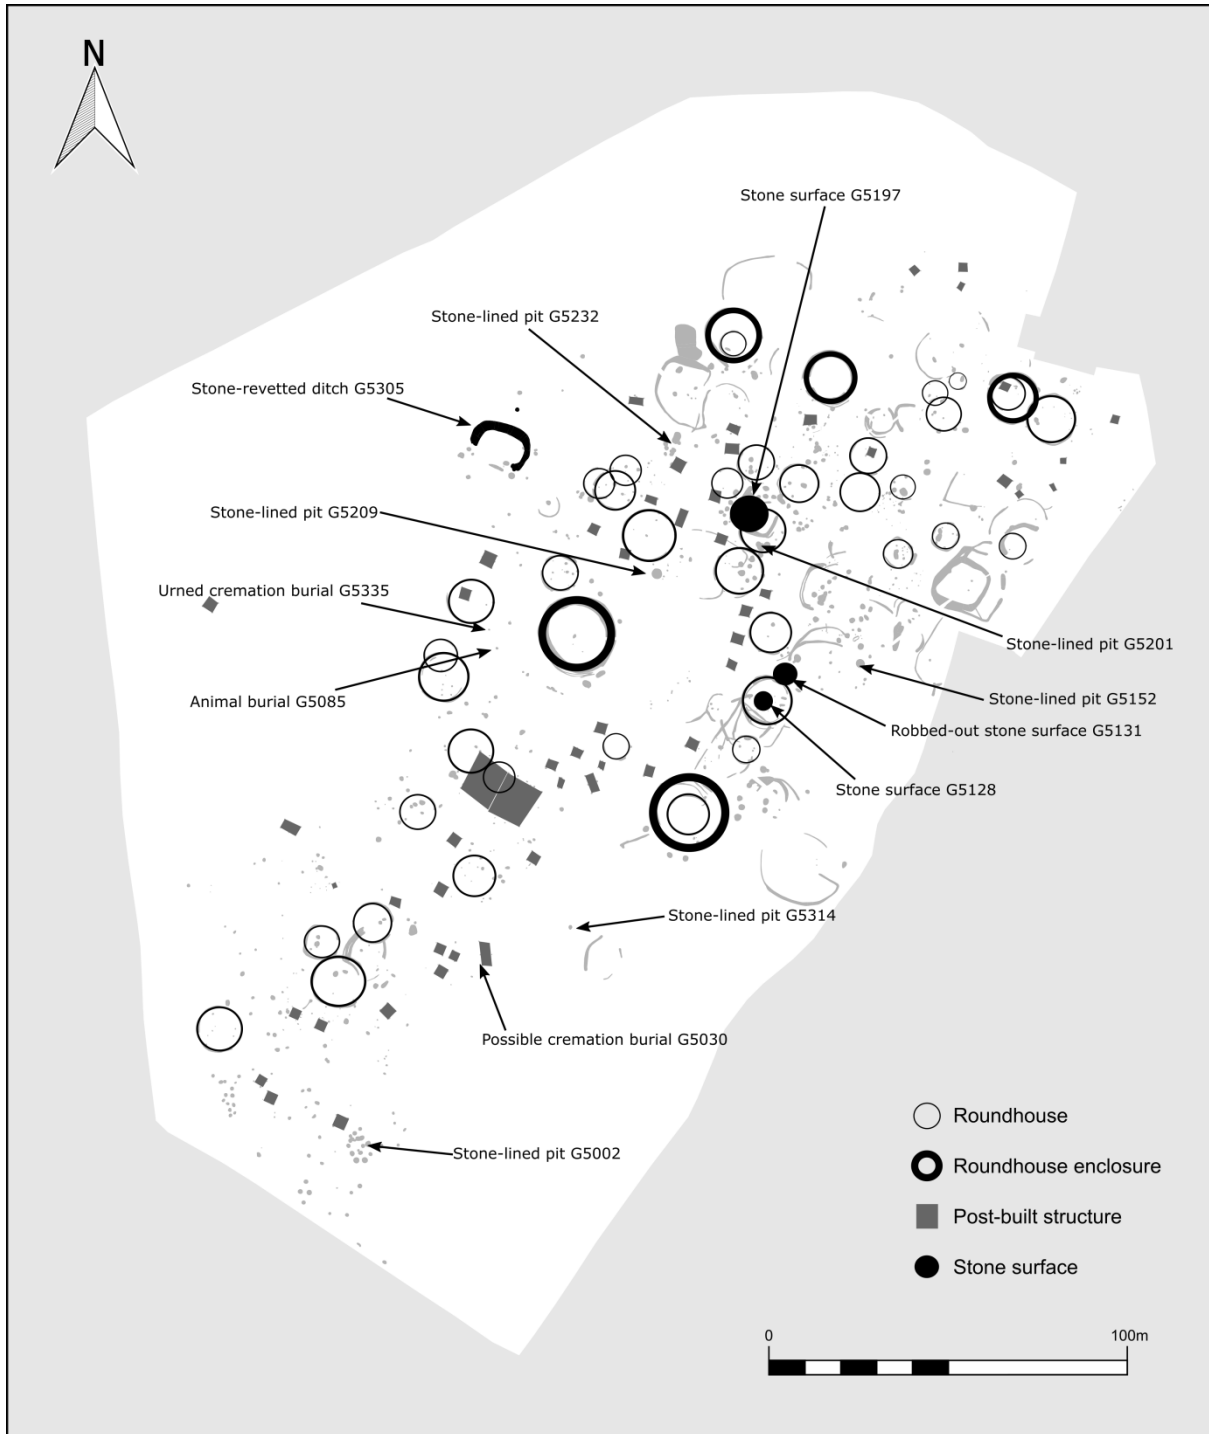 N
Stone surface G5197
Stone-lined pit G5232
Stone-revetted ditch G5305
Stone-lined pit G5209
Urned cremation burial G5335
Stone-lined pit G5201
Animal burial G5085
Stone-lined pit G5152
Robbed-out stone surface G5131
Stone surface G5128
Stone-lined pit G5314
Possible cremation burial G5030
Stone-lined pit G5002
Roundhouse
Roundhouse enclosure
Post-built structure
Stone surface
0 100m